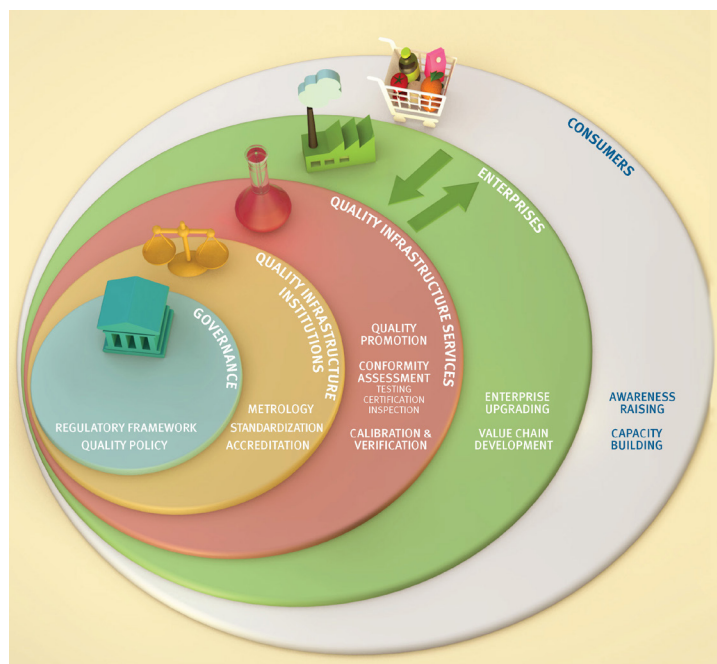 CONSUMERS
ENTERPRISES
QUALITY INFRASTRUCTURE SERVICES
QUALITY INFRASTRUCTURE
INSTITUTIONS
GOVERNANCE
REGULATORY FRAMEWORK
QUALITY POLICY
METROLOGY
STANDARDIZATION
ACCREDITATION
QUALITY
PROMOTION
CONFORMITY
ASSESSMENT
TESTING
CERTIFICATION
INSPECTION
CALIBRATION &
VERIFICATION
ENTERPRISE
UPGRADING
VALUE CHAIN
DEVELOPMENT
AWARENESS
RAISING
CAPACITY
BUILDING